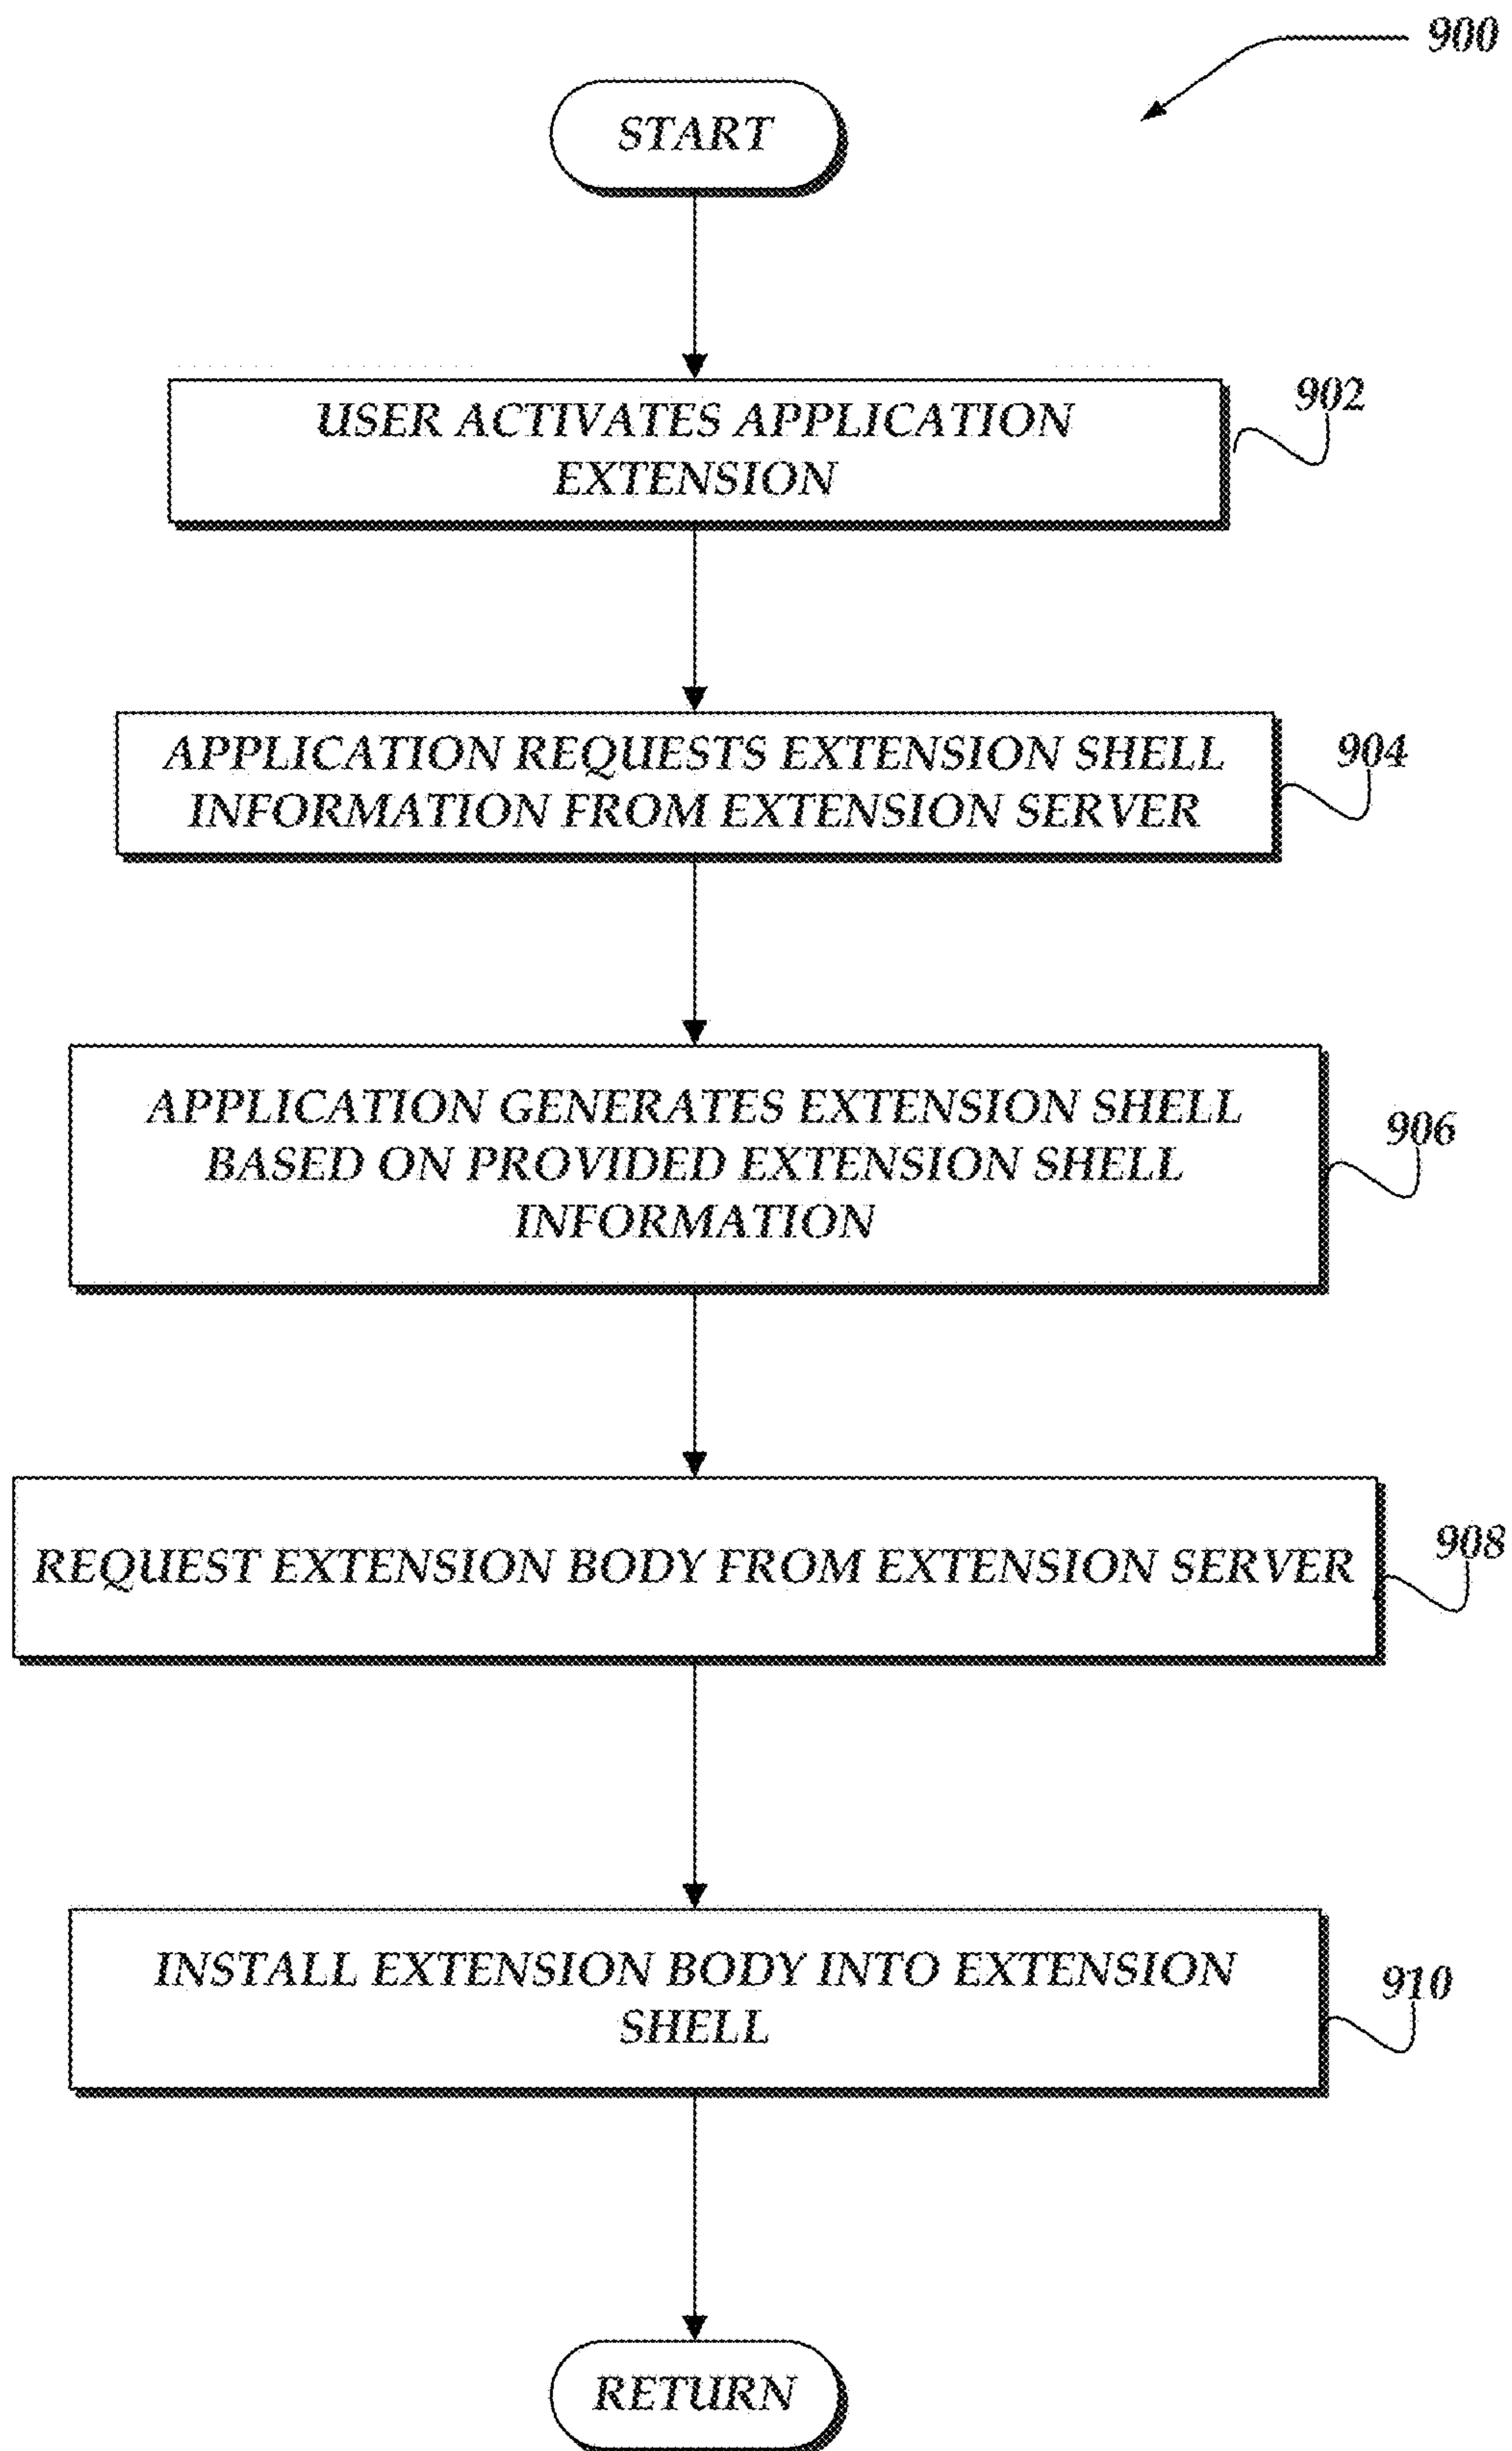 900
START
USER ACTIVATES APPLICATION
EXTENSION
902
APPLICATION REQUESTS EXTENSION SHELL
INFORMATION FROM EXTENSION SERVER
904
APPLICATION GENERATES EXTENSION SHELL
BASED ON PROVIDED EXTENSION SHELL
INFORMATION
906
REQUEST EXTENSION BODY FROM EXTENSION SERVER
908
INSTALL EXTENSION BODY INTO EXTENSION
SHELL
910
RETURN